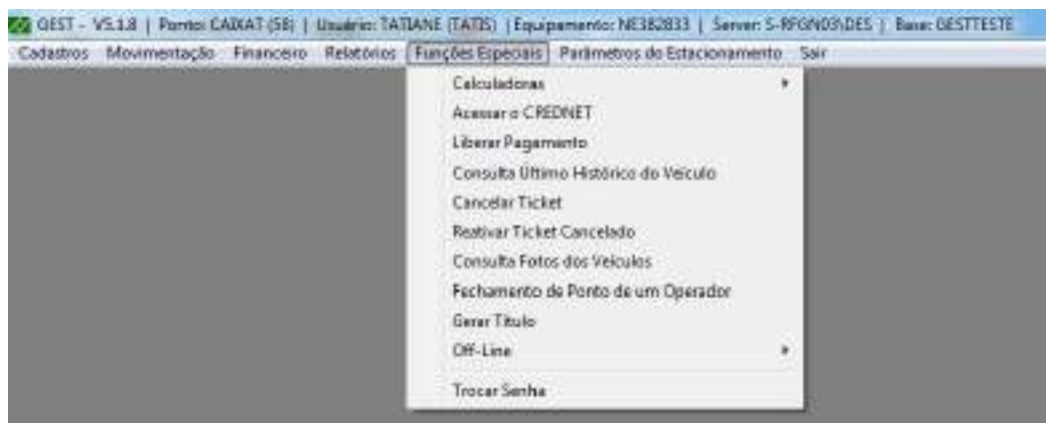 GEST - V5.1.8 | Ponto: CAIXAT (58) | Usuário: TATIANE (TATIS) | Equipamento: NE382833 | Server: S-RFGN03\DES | Base: GESTTESTE
Cadastros Movimentação Financeiro Relatórios Funções Especiais Parâmetros do Estacionamento Sair
Calculadoras
Acessar o CREDNET
Liberar Pagamento
Consulta Último Histórico do Veículo
Cancelar Ticket
Reativar Ticket Cancelado
Consulta Fotos dos Veículos
Fechamento de Ponto de um Operador
Gerar Título
Off-Line
Trocar Senha